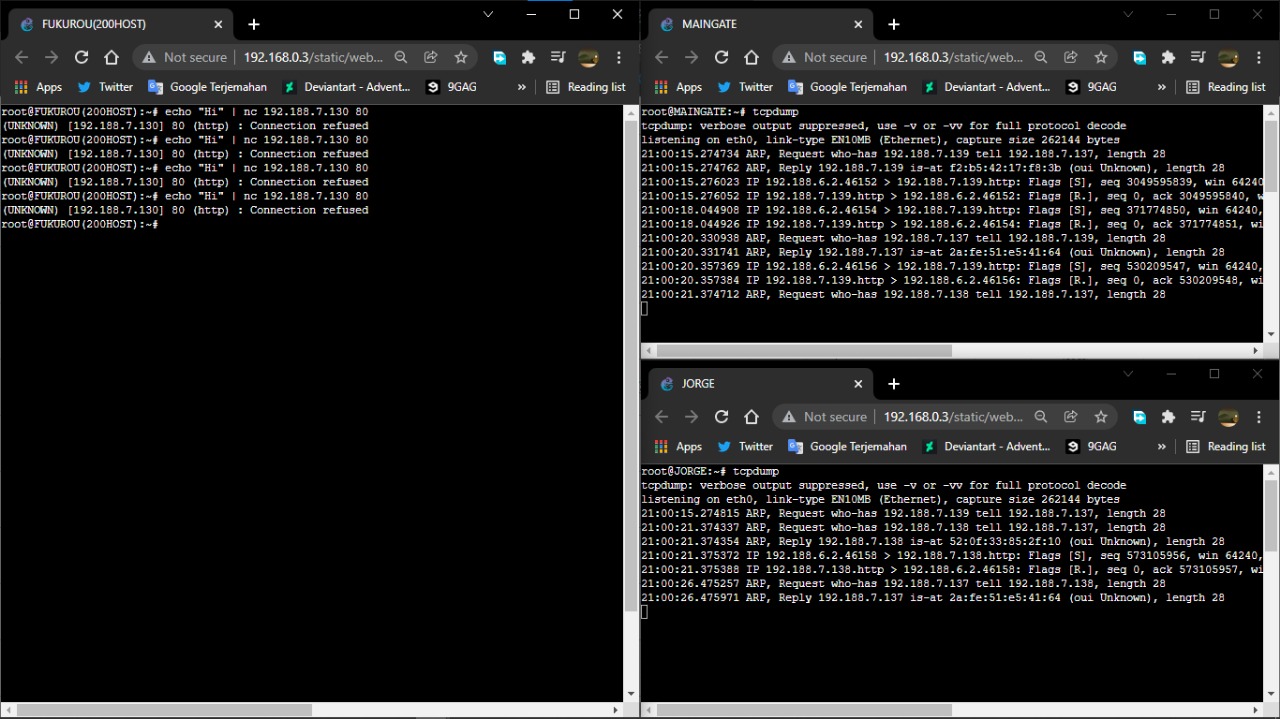 FUKUROU(200HOST)
Not secure 192.168.0.3/static/web...
Apps Twitter Google Terjemahan Deviantart - Advent... 9GAG » Reading list
root@FUKUROU(200HOST):~# echo "Hi" | nc 192.188.7.130 80
(UNKNOWN) [192.188.7.130] 80 (http) : Connection refused
root@FUKUROU(200HOST):~# echo "Hi" | nc 192.188.7.130 80
(UNKNOWN) [192.188.7.130] 80 (http) : Connection refused
root@FUKUROU(200HOST):~# echo "Hi" | nc 192.188.7.130 80
(UNKNOWN) [192.188.7.130] 80 (http) : Connection refused
root@FUKUROU(200HOST):~# echo "Hi" | nc 192.188.7.130 80
(UNKNOWN) [192.188.7.130] 80 (http) : Connection refused
root@FUKUROU(200HOST):~#
MAINGATE
Not secure 192.168.0.3/static/web...
Apps Twitter Google Terjemahan Deviantart - Advent... 9GAG » Reading list
root@MAINGATE:~# tcpdump
tcpdump: verbose output suppressed, use -v or -vv for full protocol decode
listening on eth0, link-type EN10MB (Ethernet), capture size 262144 bytes
21:00:15.274734 ARP, Request who-has 192.188.7.139 tell 192.188.7.137, length 28
21:00:15.274762 ARP, Reply 192.188.7.139 is-at f2:b5:42:17:f8:3b (oui Unknown), length 28
21:00:15.276023 IP 192.188.6.2.46152 > 192.188.7.139.http: Flags [S], seq 3049595839, win 64240
21:00:15.276052 IP 192.188.7.139.http > 192.188.6.2.46152: Flags [R.], seq 0, ack 3049595840, w
21:00:18.044908 IP 192.188.6.2.46154 > 192.188.7.139.http: Flags [S], seq 371774850, win 64240,
21:00:18.044926 IP 192.188.7.139.http > 192.188.6.2.46154: Flags [R.], seq 0, ack 371774851, wi
21:00:20.330938 ARP, Request who-has 192.188.7.137 tell 192.188.7.139, length 28
21:00:20.331741 ARP, Reply 192.188.7.137 is-at 2a:fe:51:e5:41:64 (oui Unknown), length 28
21:00:20.357369 IP 192.188.6.2.46156 > 192.188.7.139.http: Flags [S], seq 530209547, win 64240,
21:00:20.357384 IP 192.188.7.139.http > 192.188.6.2.46156: Flags [R.], seq 0, ack 530209548, wi
21:00:21.374712 ARP, Request who-has 192.188.7.138 tell 192.188.7.137, length 28
JORGE
Not secure 192.168.0.3/static/web...
Apps Twitter Google Terjemahan Deviantart - Advent... 9GAG » Reading list
root@JORGE:~# tcpdump
tcpdump: verbose output suppressed, use -v or -vv for full protocol decode
listening on eth0, link-type EN10MB (Ethernet), capture size 262144 bytes
21:00:15.274815 ARP, Request who-has 192.188.7.139 tell 192.188.7.137, length 28
21:00:21.374337 ARP, Request who-has 192.188.7.138 tell 192.188.7.137, length 28
21:00:21.374354 ARP, Reply 192.188.7.138 is-at 52:0f:33:85:2f:10 (oui Unknown), length 28
21:00:21.375372 IP 192.188.6.2.46158 > 192.188.7.138.http: Flags [S], seq 573105956, win 64240,
21:00:21.375388 IP 192.188.7.138.http > 192.188.6.2.46158: Flags [R.], seq 0, ack 573105957, wi
21:00:26.475257 ARP, Request who-has 192.188.7.137 tell 192.188.7.138, length 28
21:00:26.475971 ARP, Reply 192.188.7.137 is-at 2a:fe:51:e5:41:64 (oui Unknown), length 28